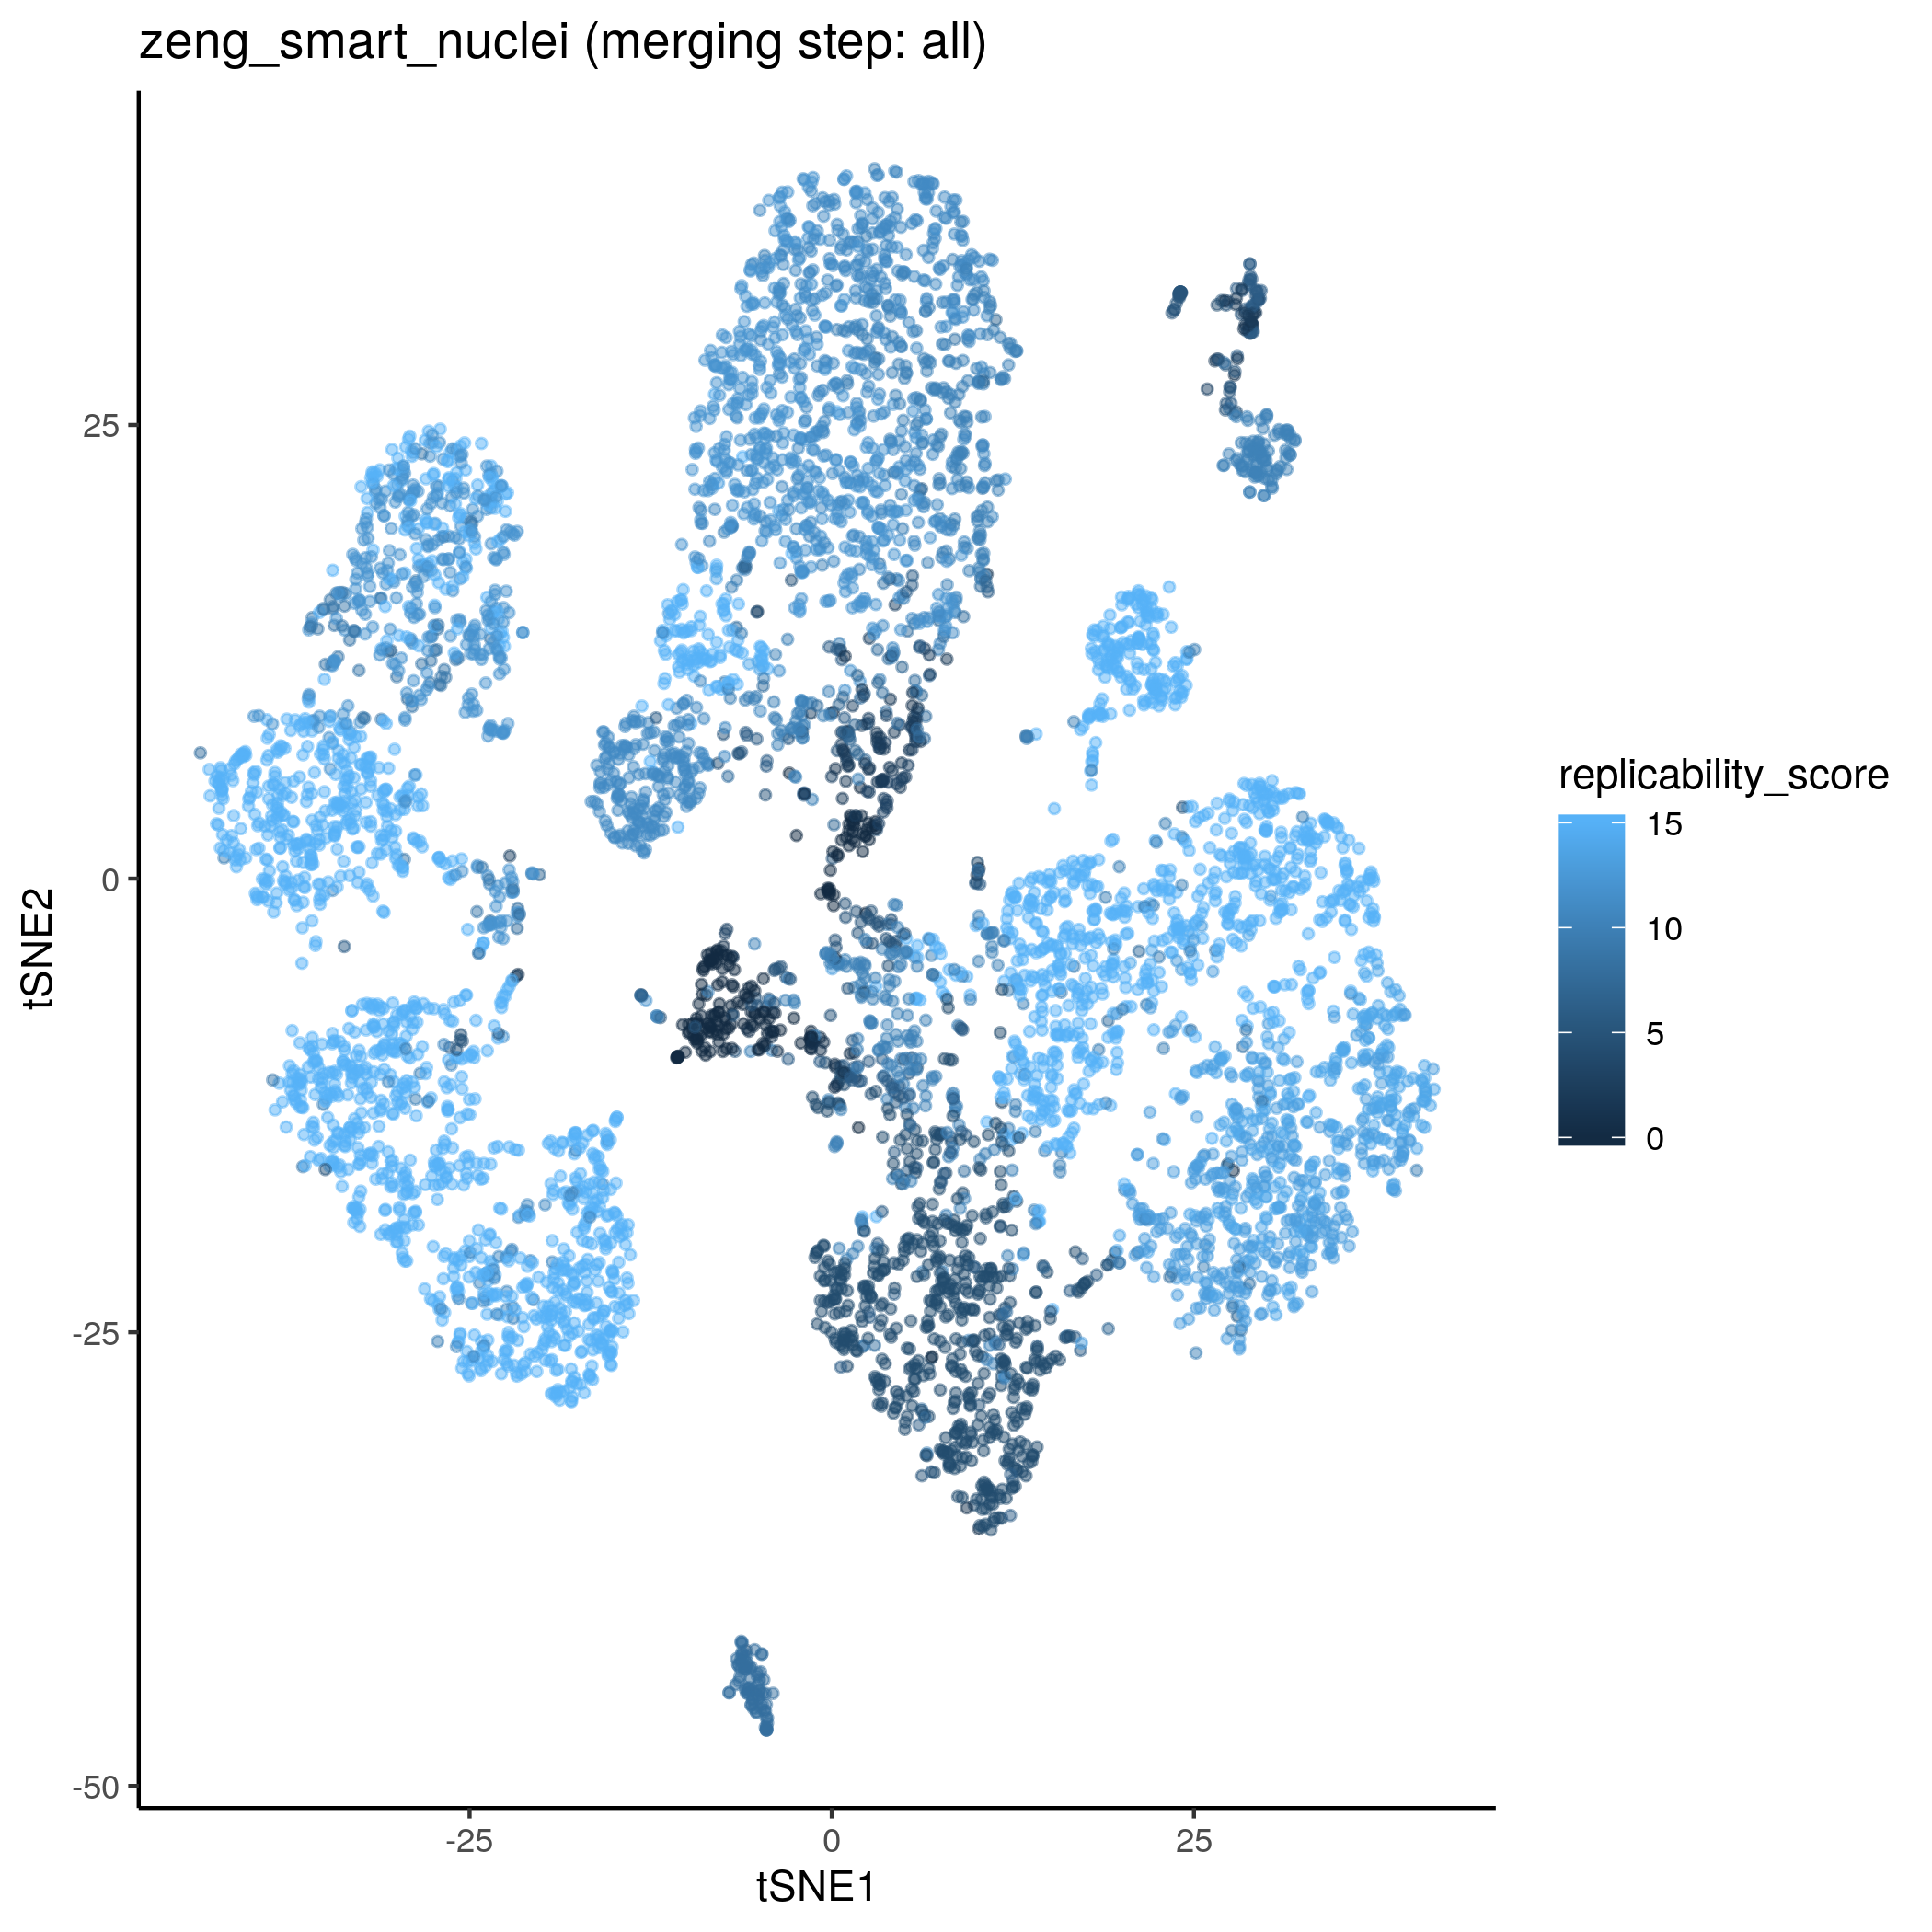 zeng_smart_nuclei (merging step: all)
25
0
-25
-50
tSNE2
-25
0
25
tSNE1
replicability_score
15
10
5
0